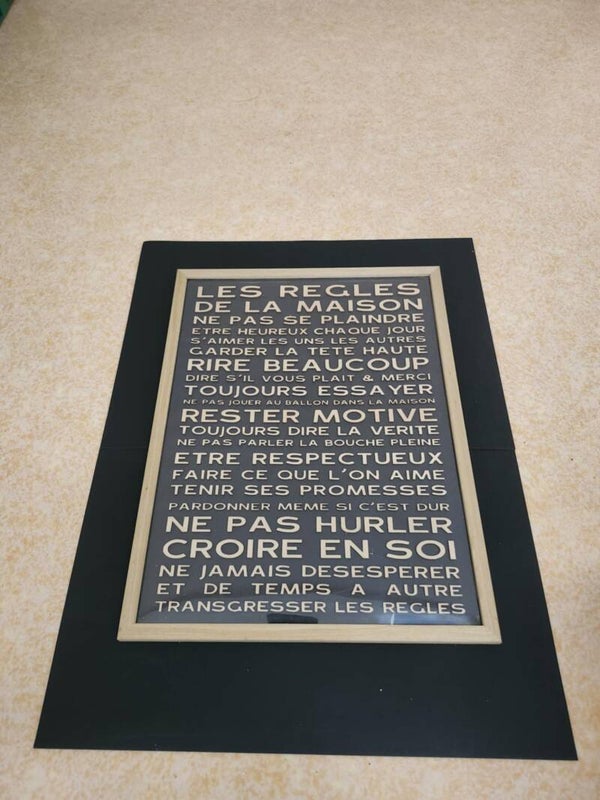 LES REGLES
DE LA MAISON
NE PAS SE PLAINDRE
ETRE HEUREUX CHAQUE JOUR
S'AIMER LES UNS LES AUTRES
GARDER LA TETE HAUTE
RIRE BEAUCOUP
DIRE S'IL VOUS PLAIT & MERCI
TOUJOURS ESSAYER
NE PAS JOUER AU BALLON DANS LA MAISON
RESTER MOTIVE
TOUJOURS DIRE LA VERITE
NE PAS PARLER LA BOUCHE PLEINE
ETRE RESPECTUEUX
FAIRE CE QUE L'ON AIME
TENIR SES PROMESSES
PARDONNER MEME SI C'EST DUR
NE PAS HURLER
CROIRE EN SOI
NE JAMAIS DESESPERER
ET DE TEMPS A AUTRE
TRANSGRESSER LES REGLES